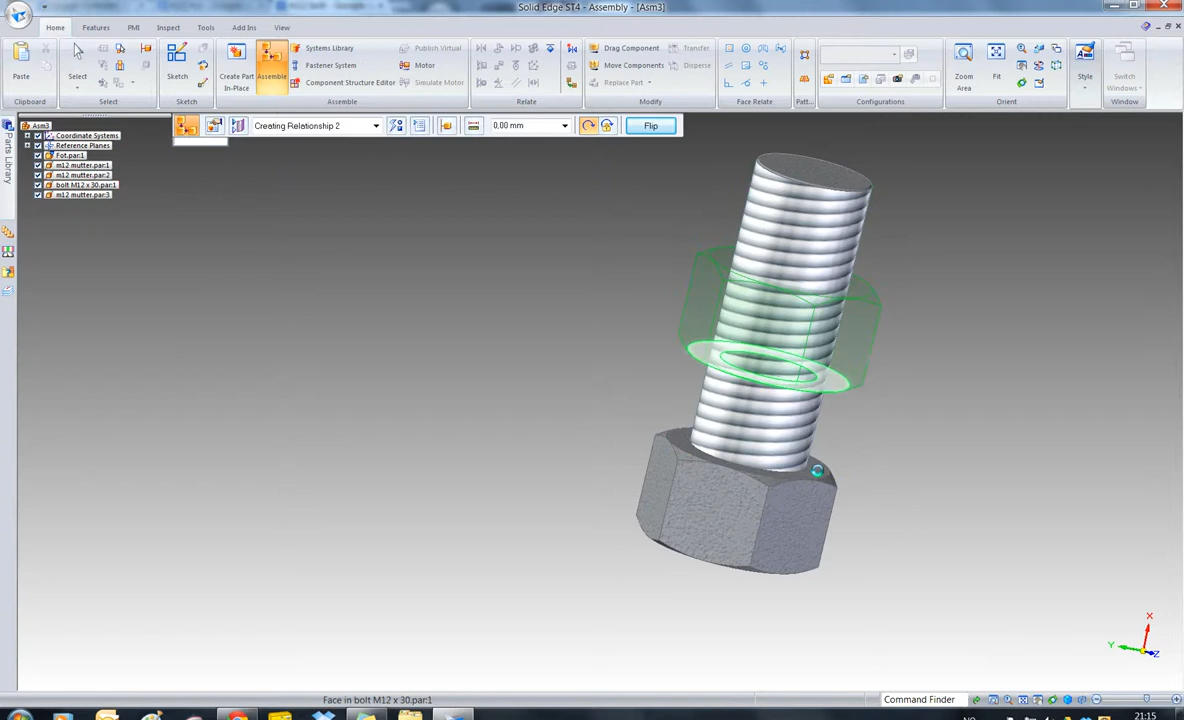 Solid Edge ST4 - Assembly - [Asm3]
Home Features PMI Inspect Tools Add Ins View
Paste
Clipboard
Select
Select
Sketch
Sketch
Create Part
In-Place
Assemble
Systems Library
Fastener System
Component Structure Editor
Publish Virtual
Motor
Simulate Motor
Assemble
Relate
Drag Component
Move Components
Replace Part
Transfer
Disperse
Modify
Face Relate
Patt...
Configurations
Zoom
Area
Fit
Orient
Style
Switch
Windows
Window
Creating Relationship 2
0,00 mm
Flip
Parts Library
Asm3
Coordinate Systems
Reference Planes
Fot.par:1
m12 mutter.par:1
m12 mutter.par:2
bolt M12 x 30.par:1
m12 mutter.par:3
X
Y
Z
Face in bolt M12 x 30.par:1
Command Finder
NO
21:15